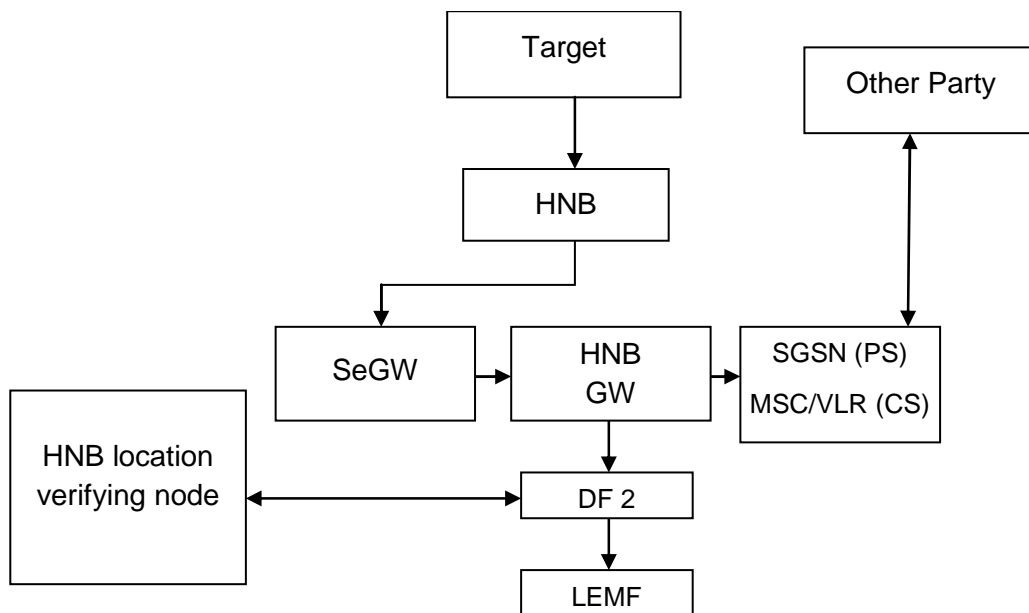 Target
Other Party
HNB
SeGW
HNB
GW
SGSN (PS)
MSC/VLR (CS)
HNB location
verifying node
DF 2
LEMF